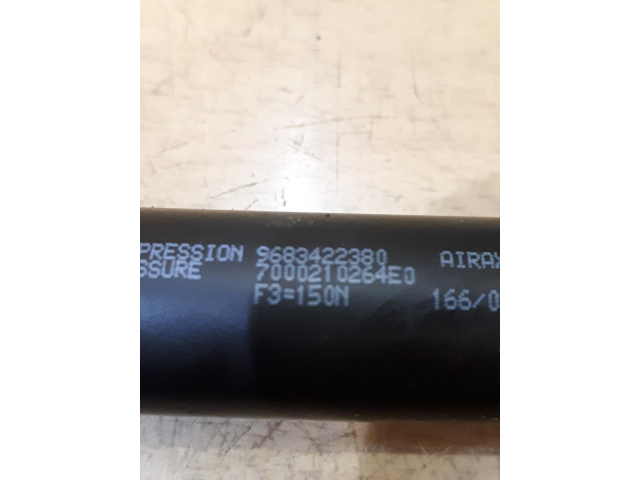 PRESSION 9683422380 AIRAX
SSURE 7000210264E0
F3=150N 166/0